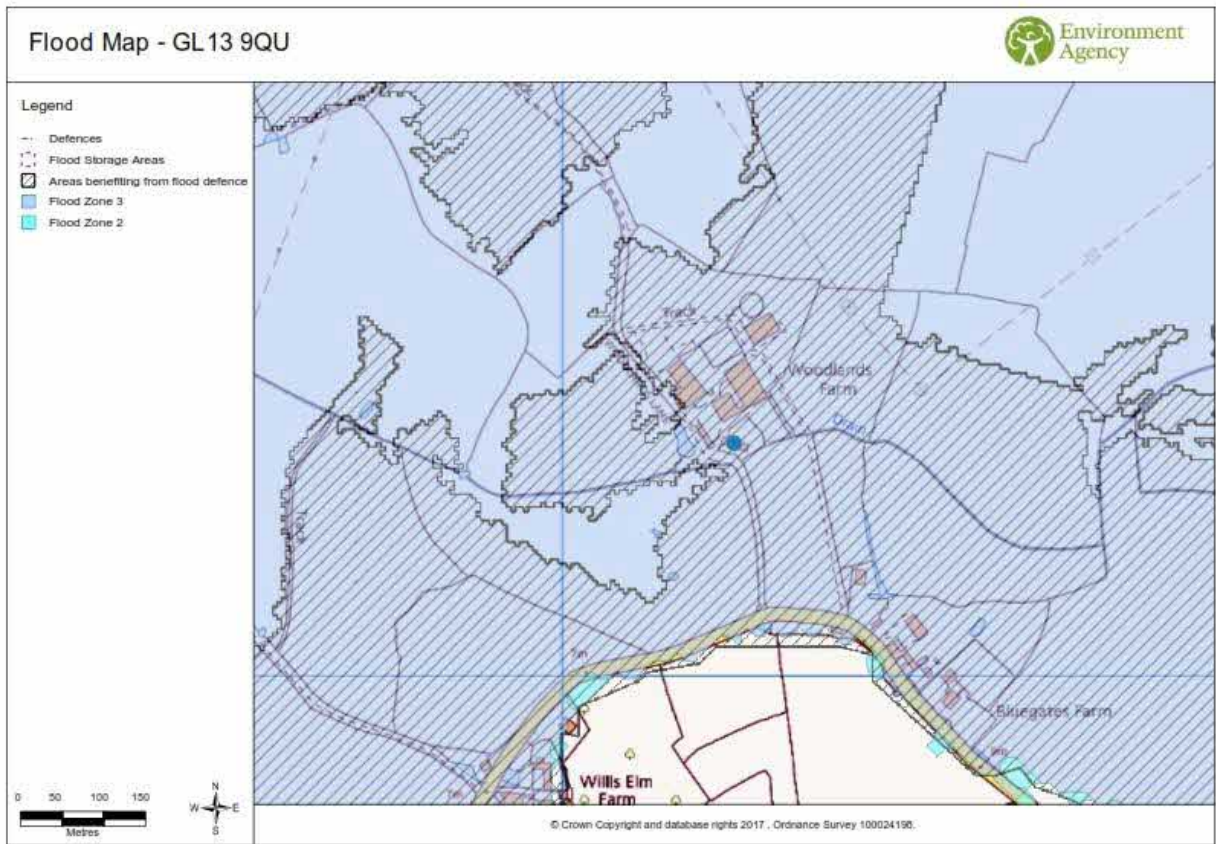 Flood Map - GL13 9QU
Environment
Agency
Legend
Defences
Flood Storage Areas
Areas benefiting from flood defence
Flood Zone 3
Flood Zone 2
Track
Woodlands
Farm
Drain
Track
Bluegates Farm
Willis Elm
Farm
0 50 100 150
Metres
N
W E
S
© Crown Copyright and database rights 2017 . Ordnance Survey 100024198.